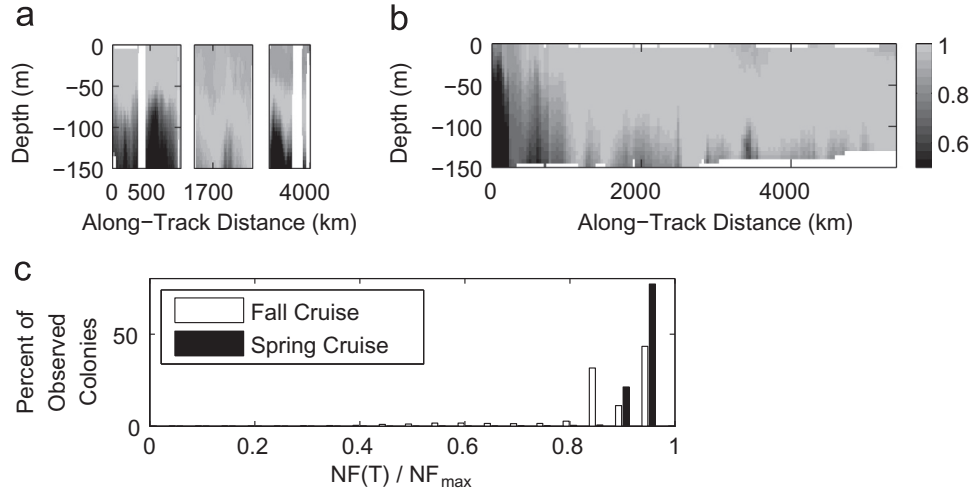 a
Depth (m)
0
−50
−100
−150
0 500 1700 4000
Along−Track Distance (km)
b
Depth (m)
0
−50
−100
−150
0 2000 4000
Along−Track Distance (km)
1
0.8
0.6
c
Percent of
Observed
Colonies
50
0
Fall Cruise
Spring Cruise
0 0.2 0.4 0.6 0.8 1
NF(T) / NFmax